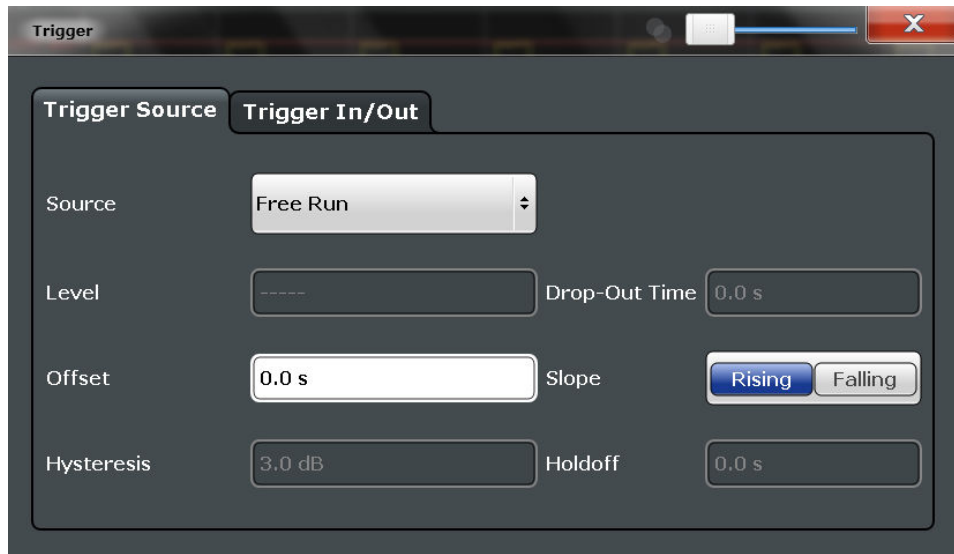 Trigger
X
Trigger Source
Trigger In/Out
Source
Free Run
Level
-----
Drop-Out Time
0.0 s
Offset
0.0 s
Slope
Rising
Falling
Hysteresis
3.0 dB
Holdoff
0.0 s